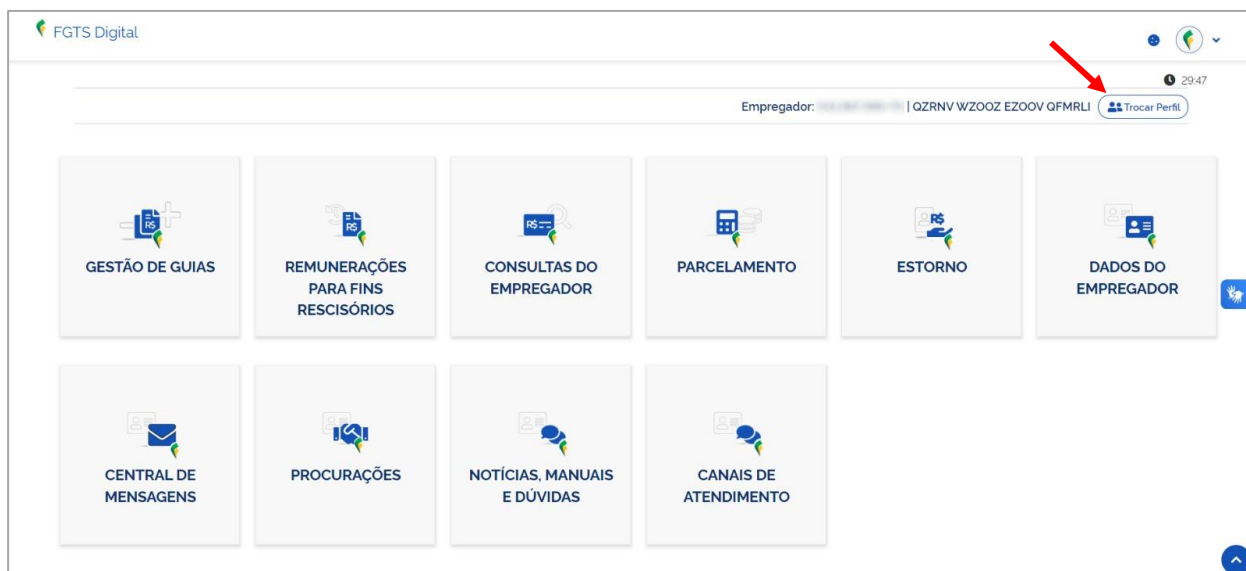 FGTS Digital
29:47
Empregador: | QZRNV WZOOZ EZOOV QFMRLI Trocar Perfil
GESTÃO DE GUIAS
REMUNERAÇÕES
PARA FINS
RESCISÓRIOS
CONSULTAS DO
EMPREGADOR
PARCELAMENTO
ESTORNO
DADOS DO
EMPREGADOR
CENTRAL DE
MENSAGENS
PROCURAÇÕES
NOTÍCIAS, MANUAIS
E DÚVIDAS
CANAIS DE
ATENDIMENTO